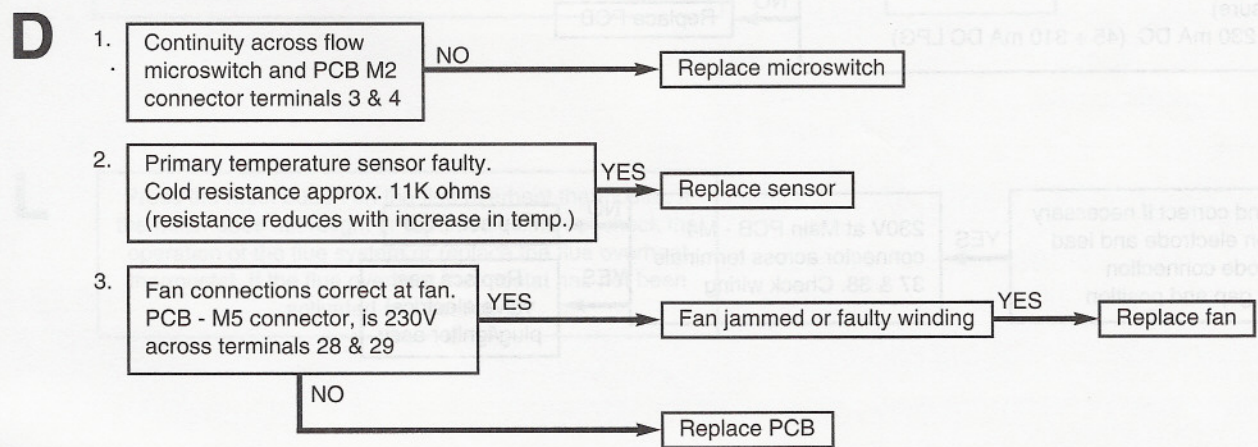 D
1.
Continuity across flow
microswitch and PCB M2
connector terminals 3 & 4
NO
Replace microswitch
2.
Primary temperature sensor faulty.
Cold resistance approx. 11K ohms
(resistance reduces with increase in temp.)
YES
Replace sensor
3.
Fan connections correct at fan.
PCB - M5 connector, is 230V
across terminals 28 & 29
YES
Fan jammed or faulty winding
YES
Replace fan
NO
Replace PCB